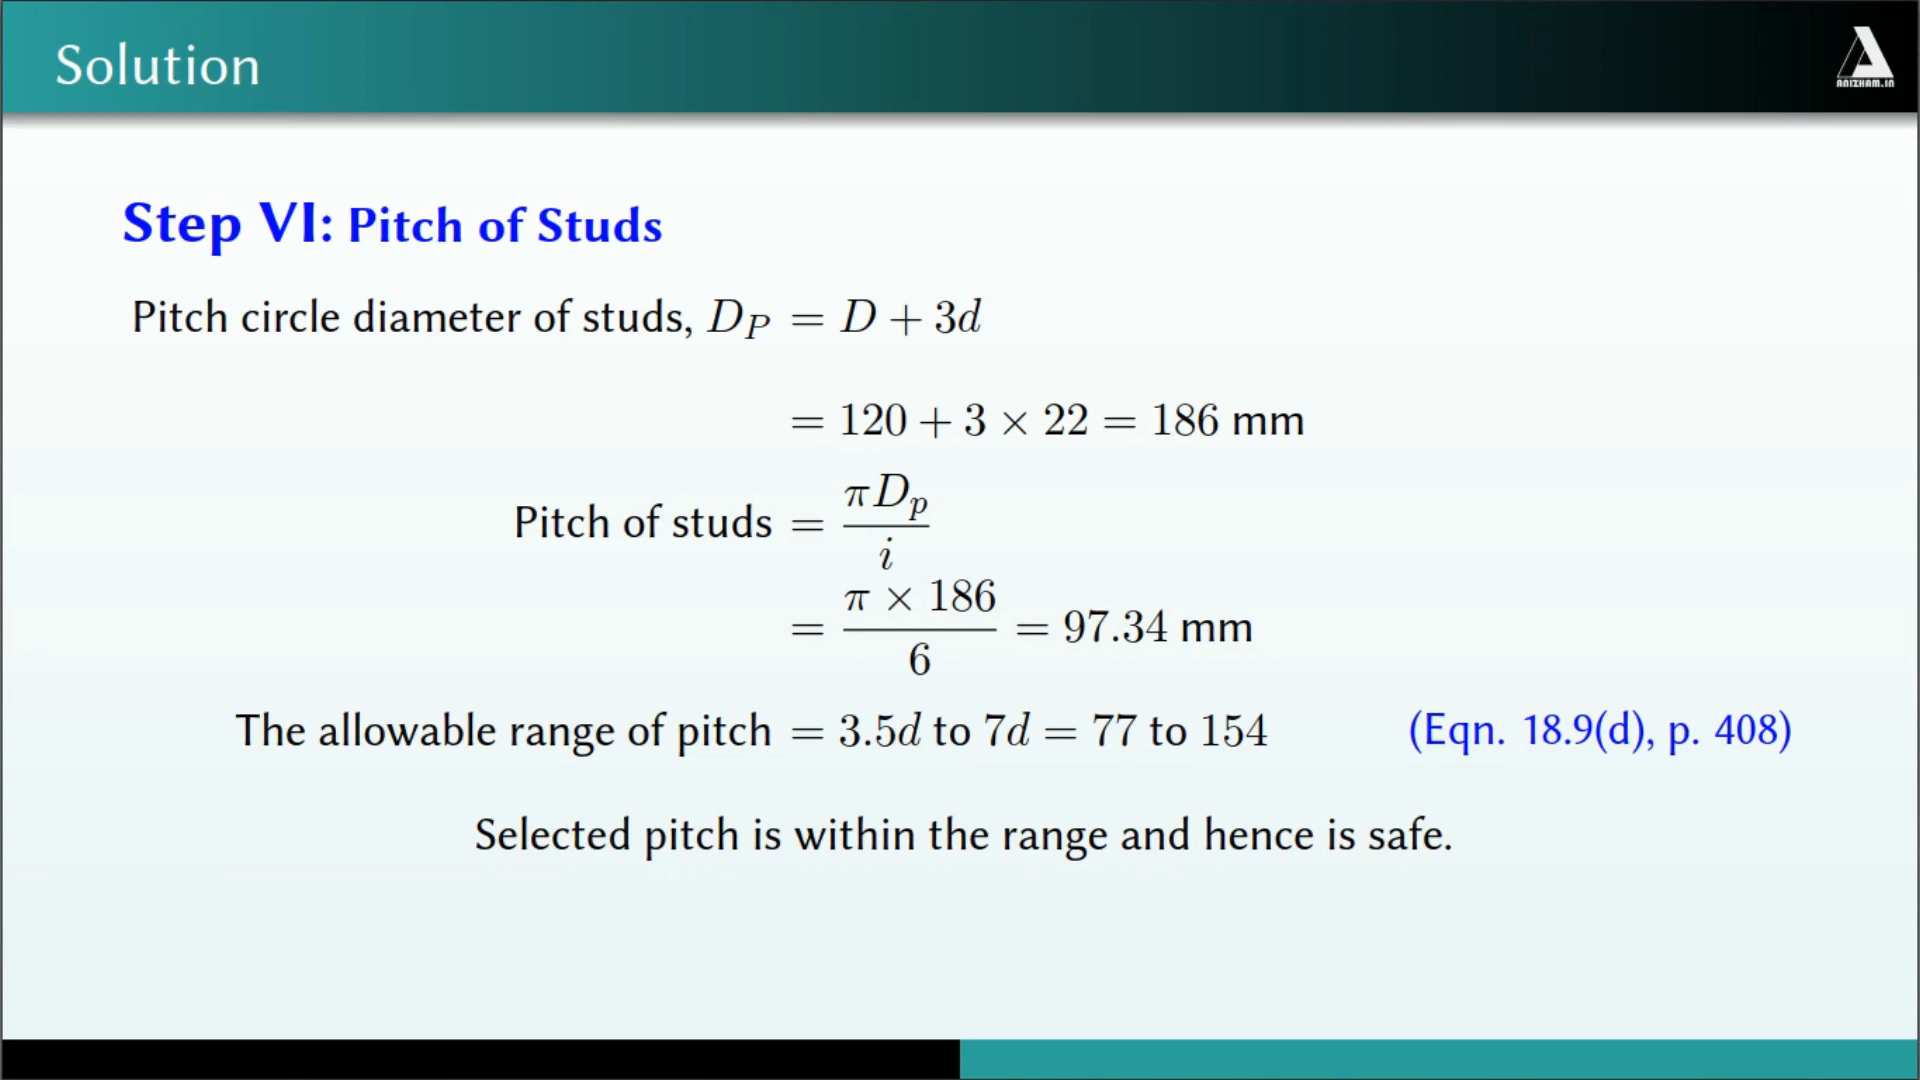 Solution
ANIZHAM.IN
Step VI: Pitch of Studs
Pitch circle diameter of studs, D_P = D + 3d
= 120 + 3 × 22 = 186 mm
Pitch of studs = πD_p / i
= π × 186 / 6 = 97.34 mm
The allowable range of pitch = 3.5d to 7d = 77 to 154 (Eqn. 18.9(d), p. 408)
Selected pitch is within the range and hence is safe.